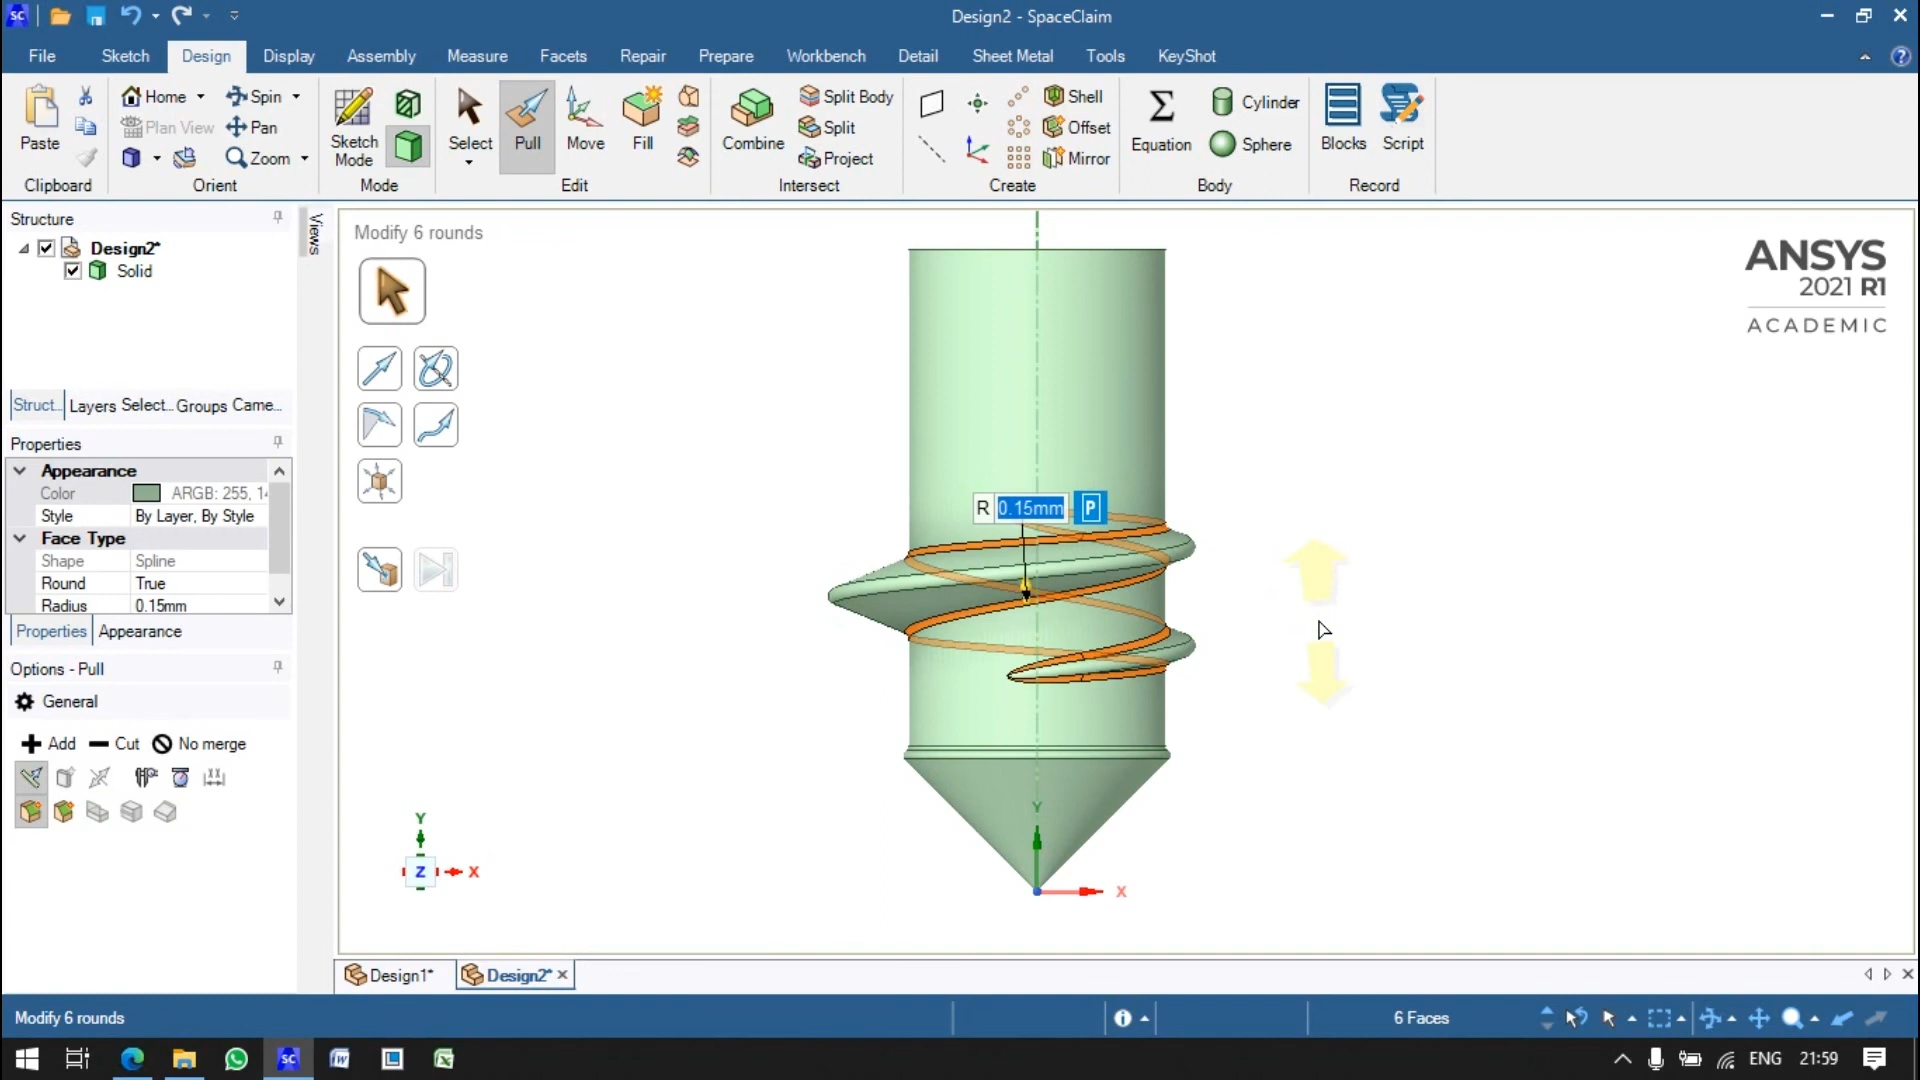 Design2 - SpaceClaim
File Sketch Design Display Assembly Measure Facets Repair Prepare Workbench Detail Sheet Metal Tools KeyShot
Paste
Clipboard
Home Spin
Plan View Pan
Zoom
Orient
Sketch Mode
Mode
Select Pull Move Fill
Edit
Combine
Split Body
Split
Project
Intersect
Shell
Offset
Mirror
Create
Equation
Cylinder
Sphere
Body
Blocks Script
Record
Structure
Views
Design2*
Solid
Struct... Layers Select... Groups Came...
Properties
Appearance
Color ARGB: 255, 14
Style By Layer, By Style
Face Type
Shape Spline
Round True
Radius 0.15mm
Properties Appearance
Options - Pull
General
Add Cut No merge
Modify 6 rounds
R 0.15mm P
ANSYS
2021 R1
ACADEMIC
Y
Z X
Y
X
Design1* Design2*
Modify 6 rounds
6 Faces
SC ENG 21:59